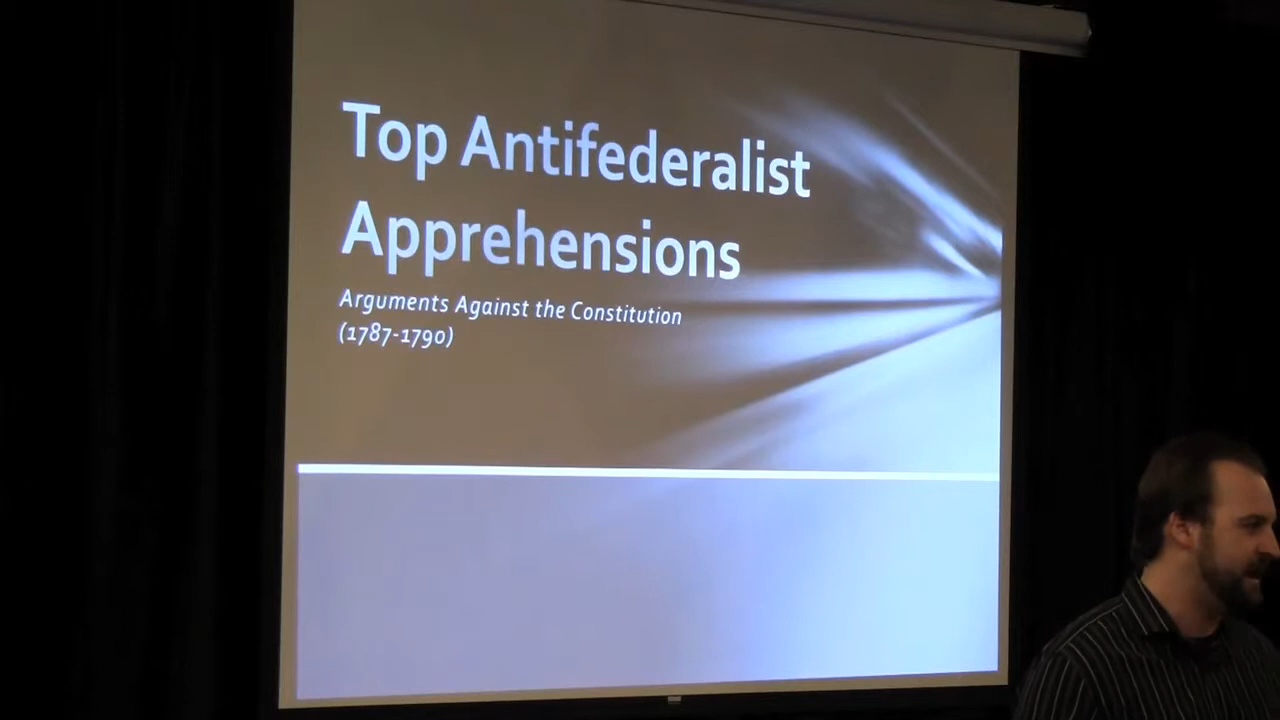 Top Antifederalist
Apprehensions
Arguments Against the Constitution
(1787-1790)